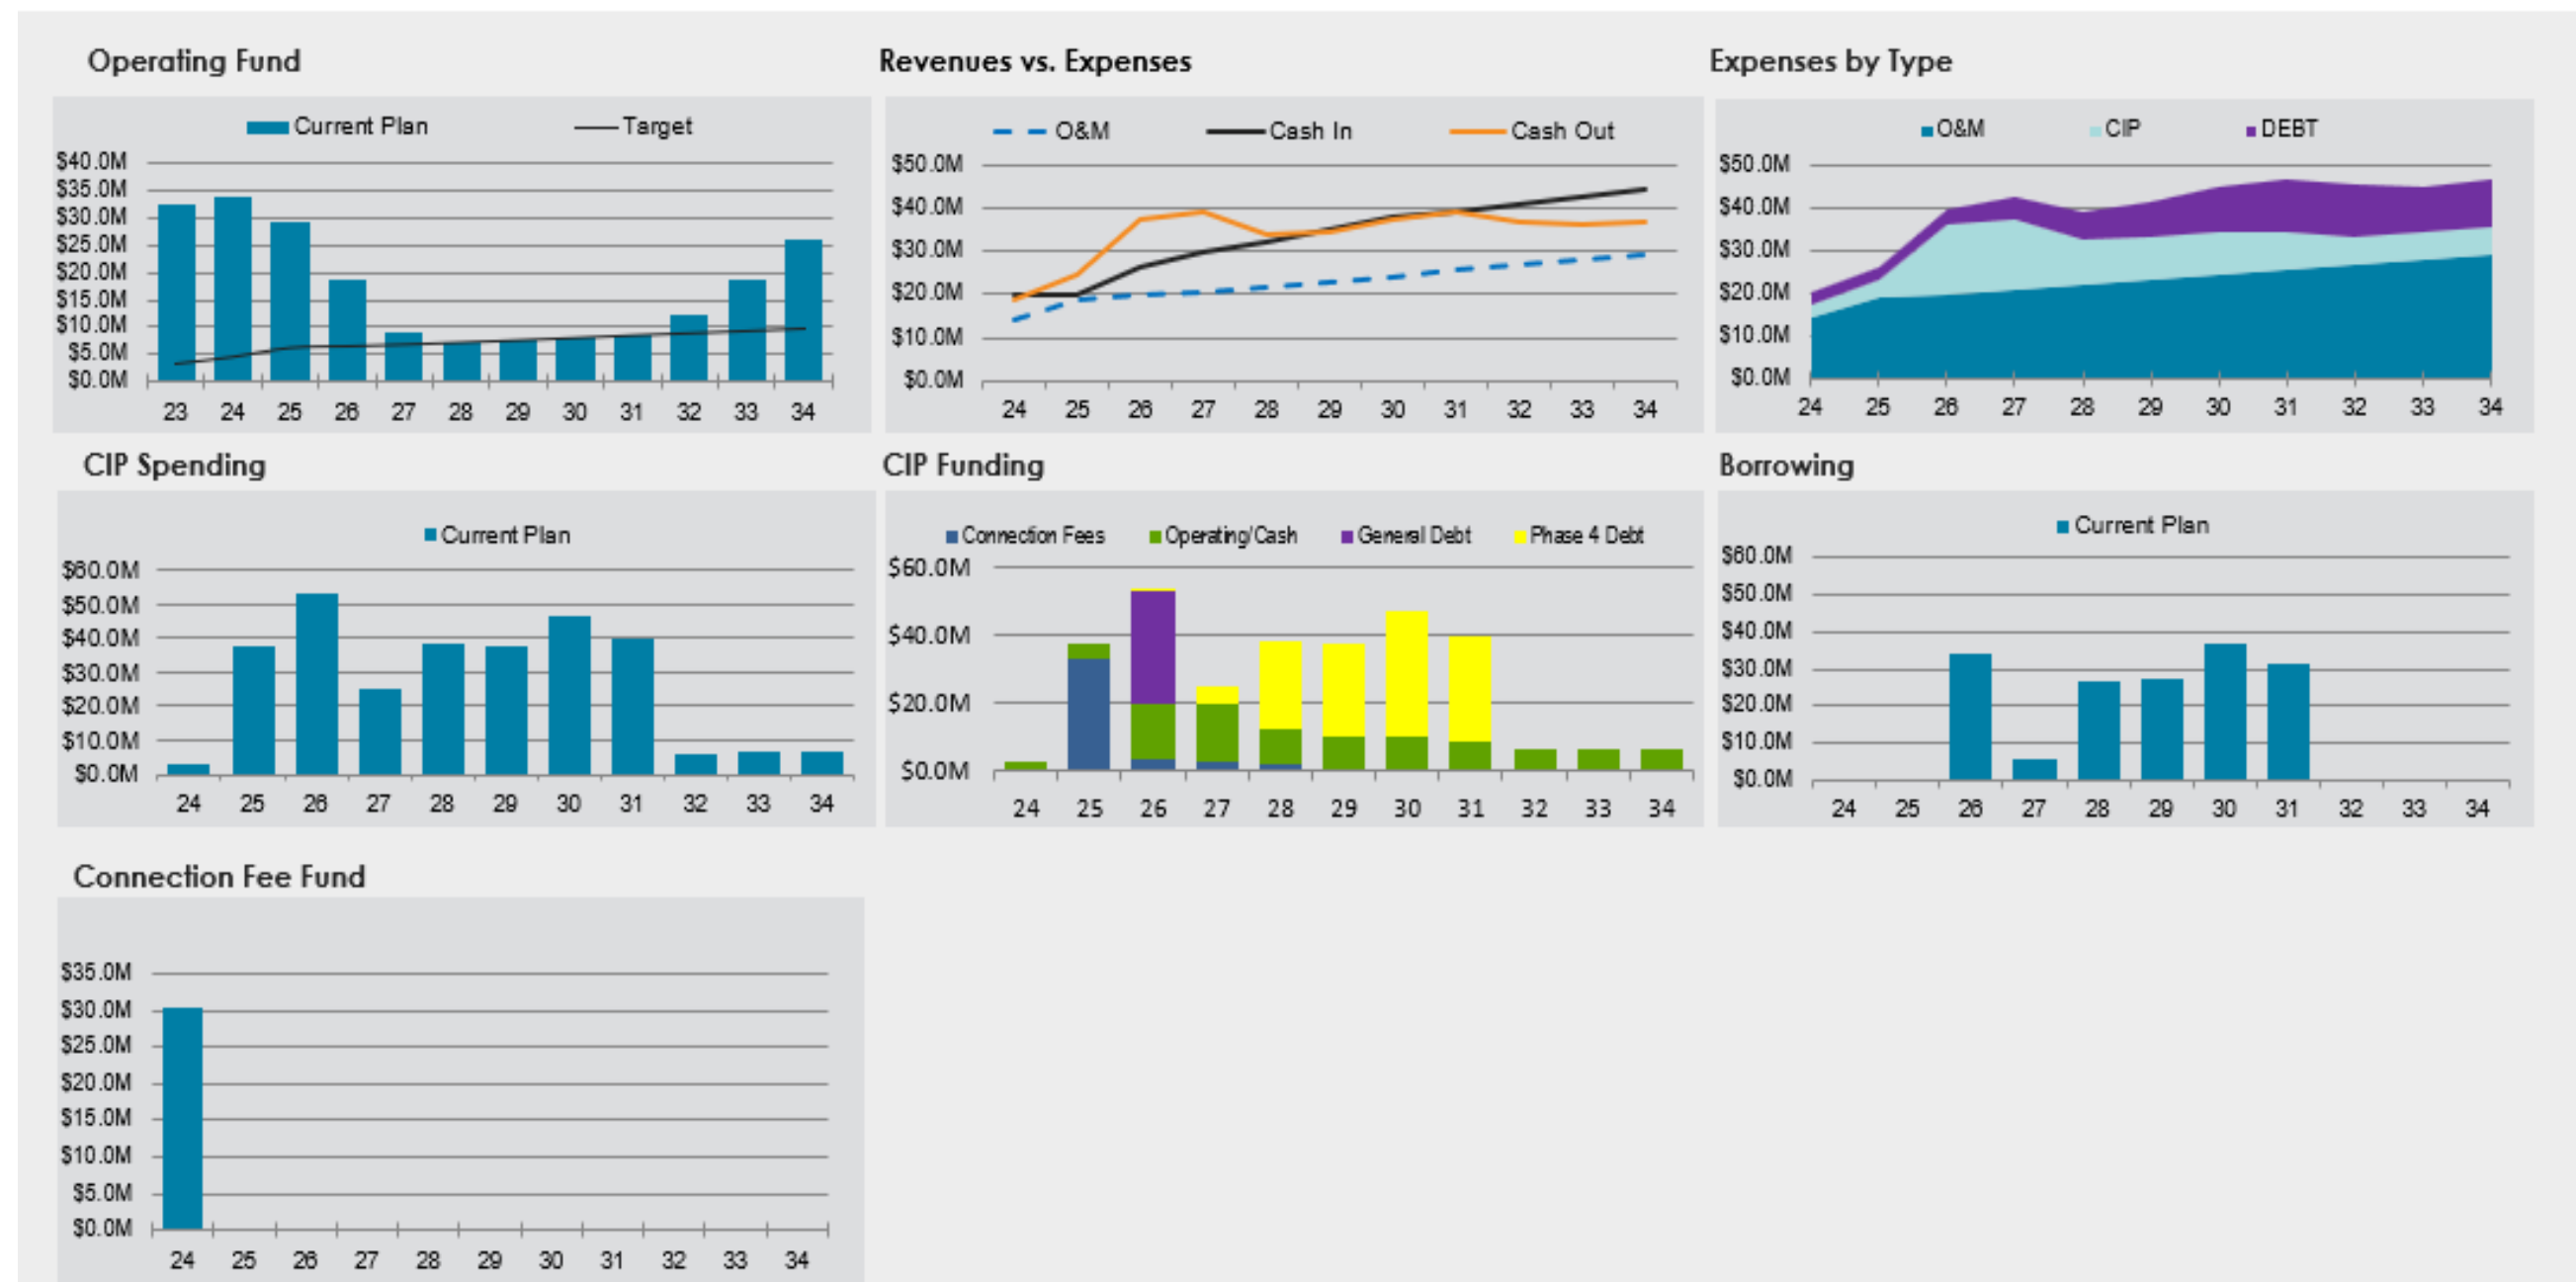 Operating Fund
Current Plan Target
$40.0M
$35.0M
$30.0M
$25.0M
$20.0M
$15.0M
$10.0M
$5.0M
$0.0M
23 24 25 26 27 28 29 30 31 32 33 34
Revenues vs. Expenses
O&M Cash In Cash Out
$50.0M
$40.0M
$30.0M
$20.0M
$10.0M
$0.0M
24 25 26 27 28 29 30 31 32 33 34
Expenses by Type
O&M CIP DEBT
$50.0M
$40.0M
$30.0M
$20.0M
$10.0M
$0.0M
24 25 26 27 28 29 30 31 32 33 34
CIP Spending
Current Plan
$60.0M
$50.0M
$40.0M
$30.0M
$20.0M
$10.0M
$0.0M
24 25 26 27 28 29 30 31 32 33 34
CIP Funding
Connection Fees Operating/Cash General Debt Phase 4 Debt
$60.0M
$40.0M
$20.0M
$0.0M
24 25 26 27 28 29 30 31 32 33 34
Borrowing
Current Plan
$60.0M
$50.0M
$40.0M
$30.0M
$20.0M
$10.0M
$0.0M
24 25 26 27 28 29 30 31 32 33 34
Connection Fee Fund
$35.0M
$30.0M
$25.0M
$20.0M
$15.0M
$10.0M
$5.0M
$0.0M
24 25 26 27 28 29 30 31 32 33 34